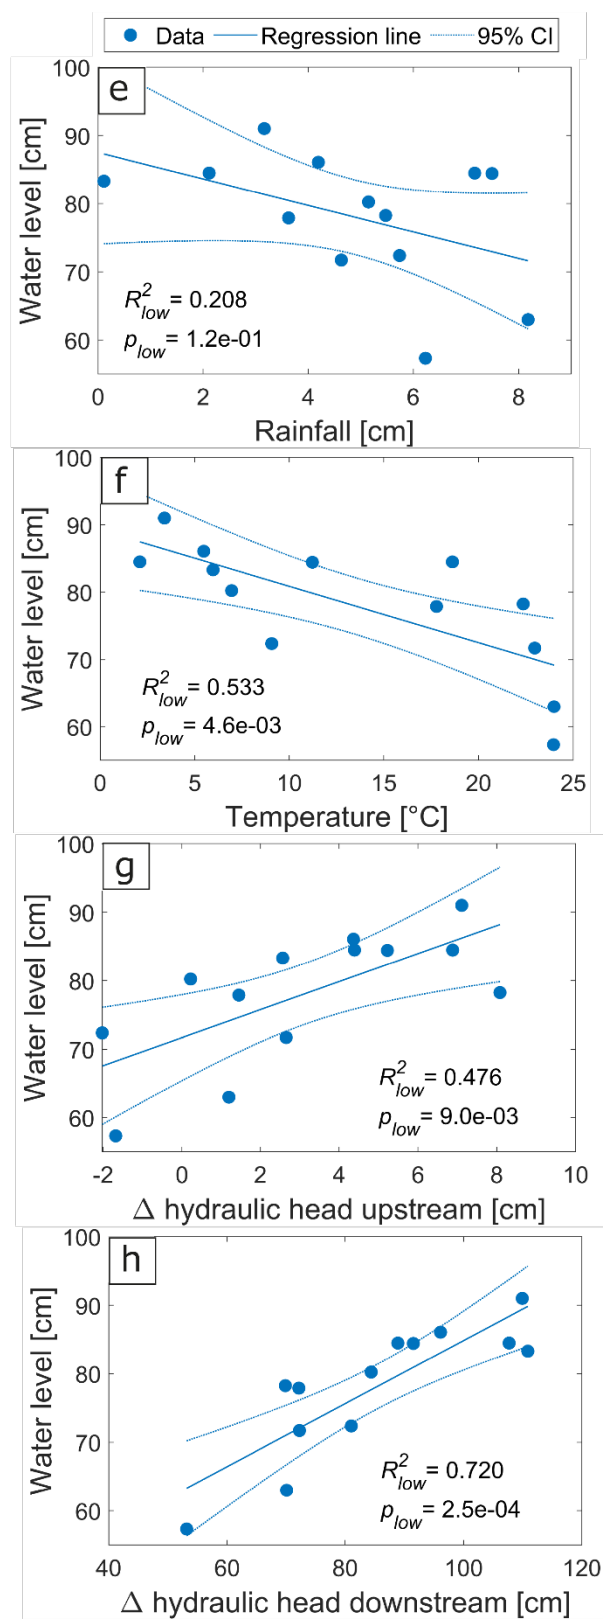 Data Regression line 95% CI
e
100
90
80
70
60
Water level [cm]
R²low = 0.208
plow = 1.2e-01
0 2 4 6 8
Rainfall [cm]
f
100
90
80
70
60
Water level [cm]
R²low = 0.533
plow = 4.6e-03
0 5 10 15 20 25
Temperature [°C]
g
100
90
80
70
60
Water level [cm]
R²low = 0.476
plow = 9.0e-03
-2 0 2 4 6 8 10
Δ hydraulic head upstream [cm]
h
100
90
80
70
60
Water level [cm]
R²low = 0.720
plow = 2.5e-04
40 60 80 100 120
Δ hydraulic head downstream [cm]